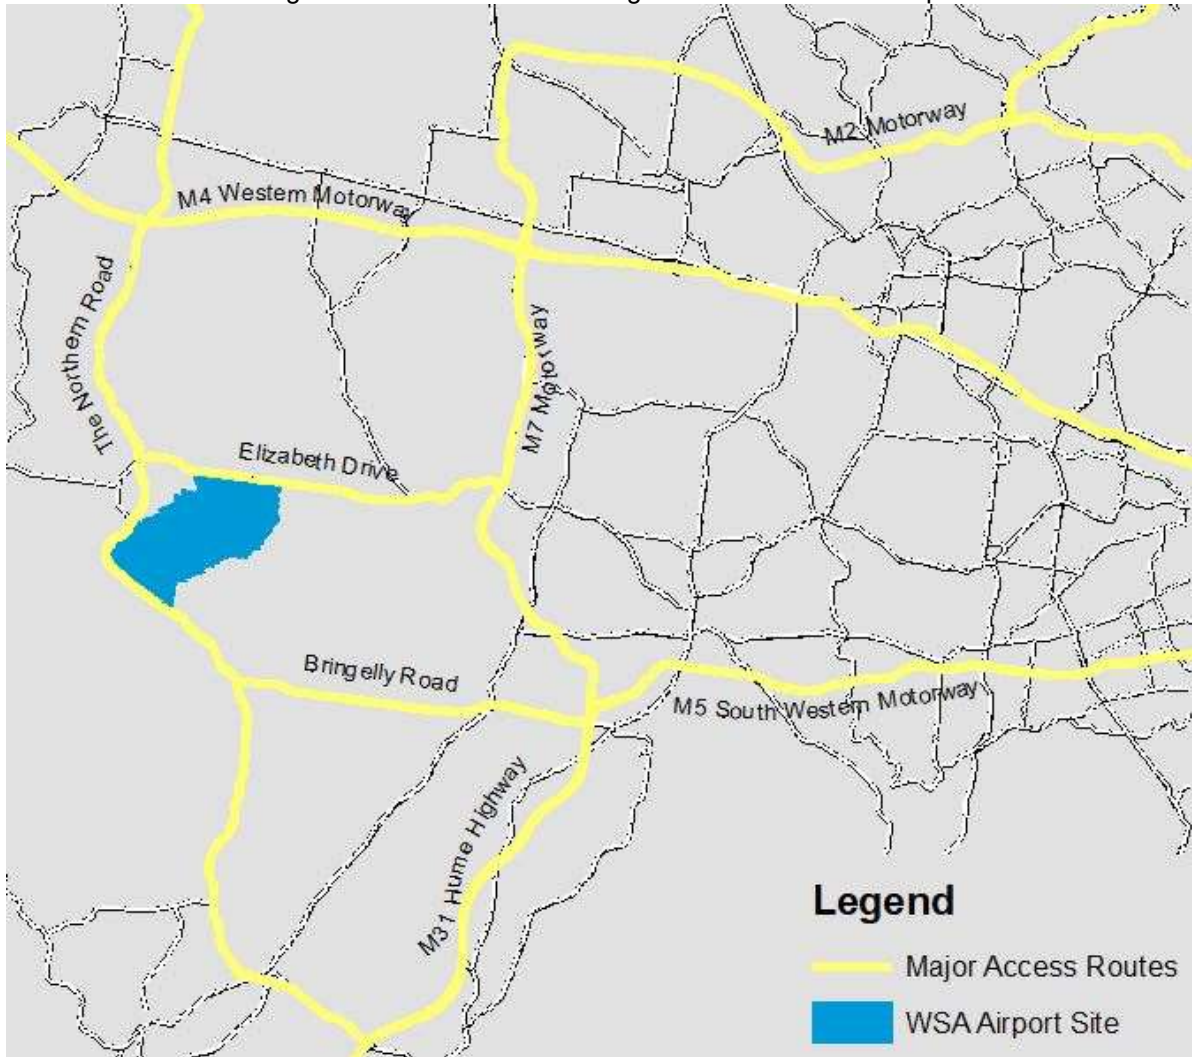 M2 Motorway
M4 Western Motorway
The Northern Road
M7 Motorway
Elizabeth Drive
Bringelly Road
M5 South Western Motorway
M31 Hume Highway
Legend
Major Access Routes
WSA Airport Site